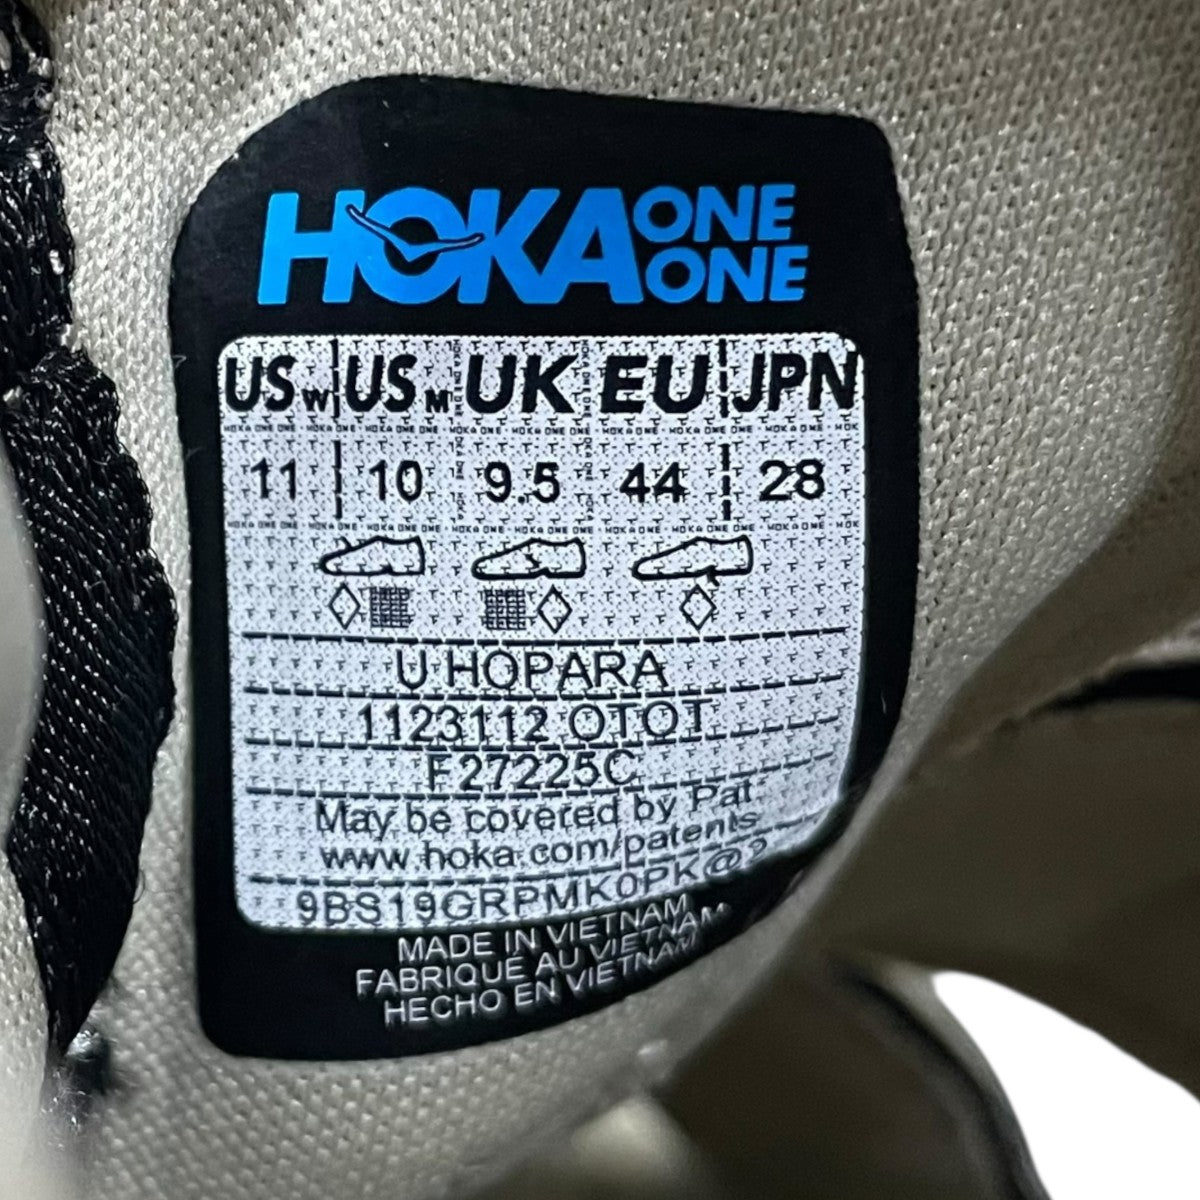 HOKA ONE ONE
US W US M UK EU JPN
11 10 9.5 44 28
U HOPARA
1123112 OTOT
F27225C
May be covered by Pat.
www.hoka.com/patents
9BS19GRPMK0PK@2
MADE IN VIETNAM
FABRIQUE AU VIETNAM
HECHO EN VIETNAM